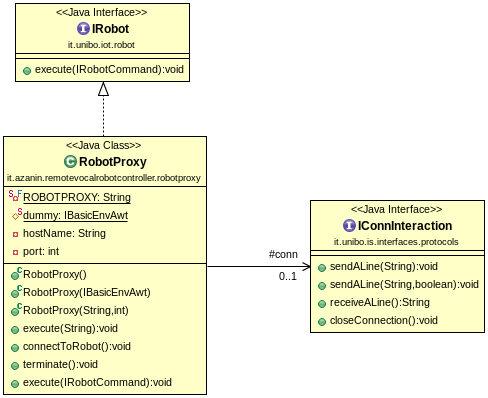 <<Java Interface>>
IRobot
it.unibo.iot.robot
execute(IRobotCommand):void
<<Java Class>>
RobotProxy
it.azanin.remotevocalrobotcontroller.robotproxy
ROBOTPROXY: String
dummy: IBasicEnvAwt
hostName: String
port: int
RobotProxy()
RobotProxy(IBasicEnvAwt)
RobotProxy(String,int)
execute(String):void
connectToRobot():void
terminate():void
execute(IRobotCommand):void
#conn
0..1
<<Java Interface>>
IConnInteraction
it.unibo.is.interfaces.protocols
sendALine(String):void
sendALine(String,boolean):void
receiveALine():String
closeConnection():void